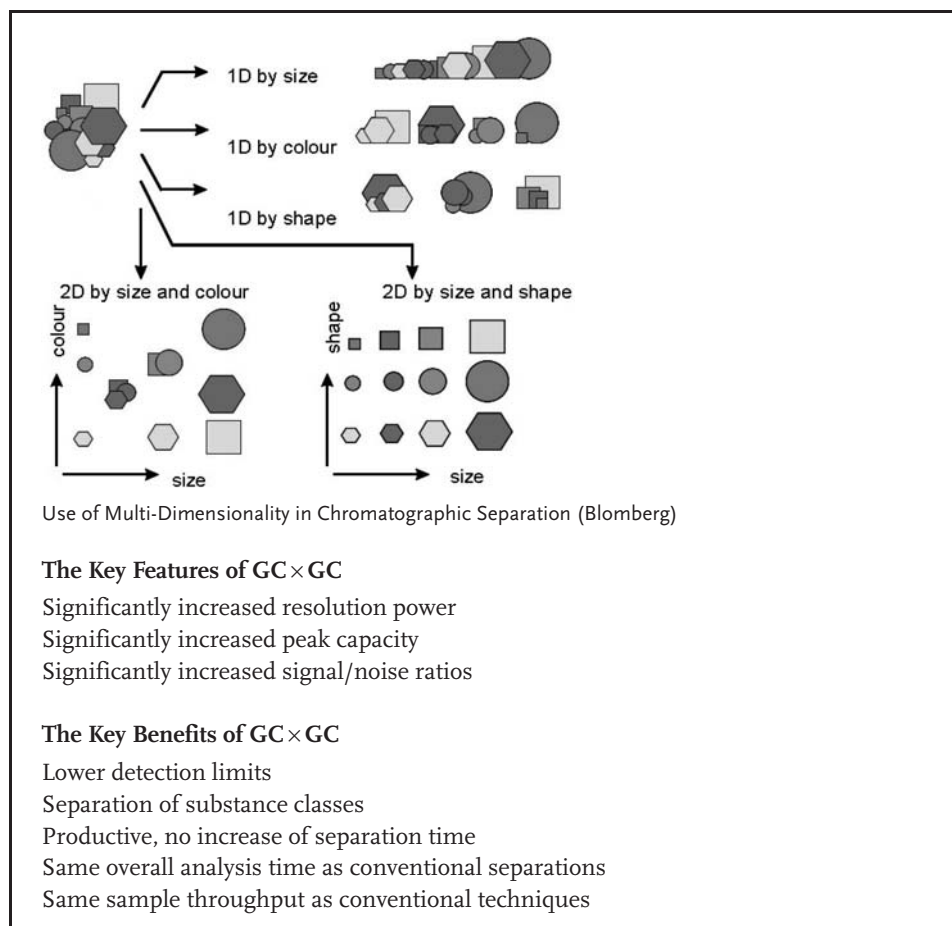 1D by size
1D by colour
1D by shape
2D by size and colour
2D by size and shape
colour
size
shape
size
Use of Multi-Dimensionality in Chromatographic Separation (Blomberg)
The Key Features of GC×GC
Significantly increased resolution power
Significantly increased peak capacity
Significantly increased signal/noise ratios
The Key Benefits of GC×GC
Lower detection limits
Separation of substance classes
Productive, no increase of separation time
Same overall analysis time as conventional separations
Same sample throughput as conventional techniques